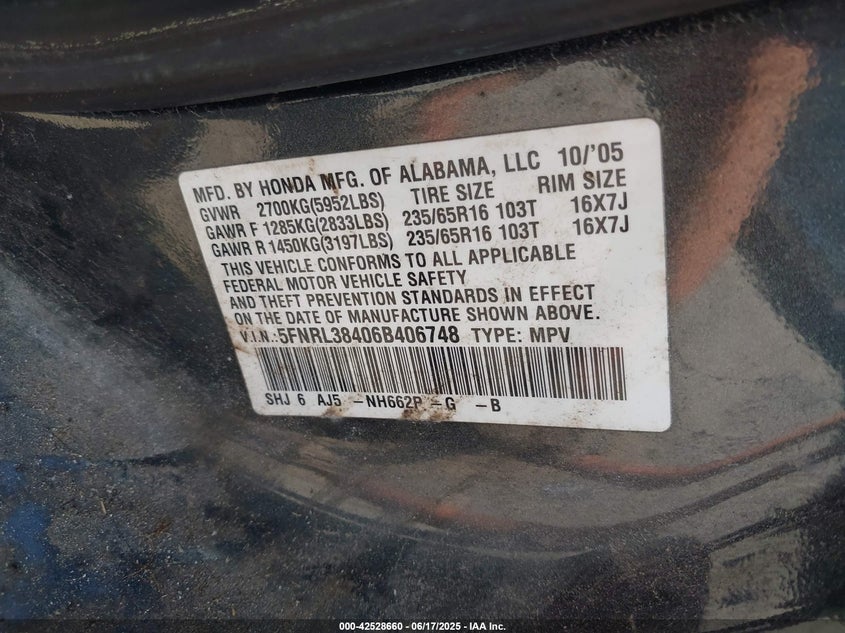 MFD. BY HONDA MFG. OF ALABAMA, LLC 10/'05
GVWR 2700KG(5952LBS) TIRE SIZE RIM SIZE
GAWR F 1285KG(2833LBS) 235/65R16 103T 16X7J
GAWR R 1450KG(3197LBS) 235/65R16 103T 16X7J
THIS VEHICLE CONFORMS TO ALL APPLICABLE
FEDERAL MOTOR VEHICLE SAFETY
AND THEFT PREVENTION STANDARDS IN EFFECT
ON THE DATE OF MANUFACTURE SHOWN ABOVE.
V.I.N.:5FNRL38406B406748 TYPE: MPV
SHJ 6 AJ5 -NH662P -G -B
000-42528660 - 06/17/2025 - IAA Inc.